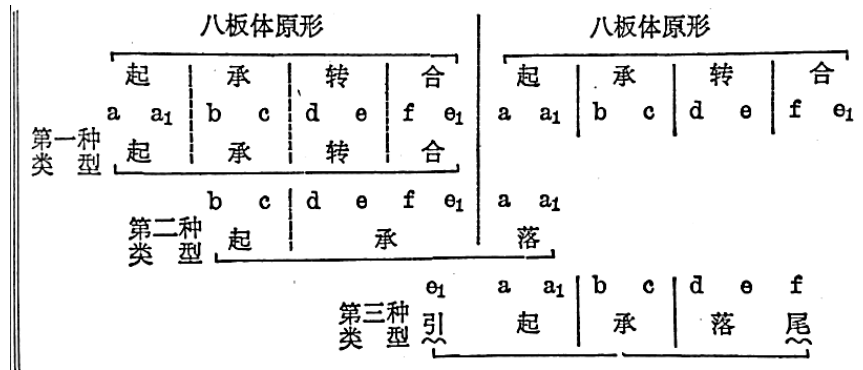 八板体原形 八板体原形
起 承 转 合 起 承 转 合
a a₁ b c d e f e₁ a a₁ b c d e f e₁
第一种类型 起 承 转 合
b c d e f e₁ a a₁
第二种类型 起 承 落
e₁ a a₁ b c d e f
第三种类型 引 起 承 落 尾